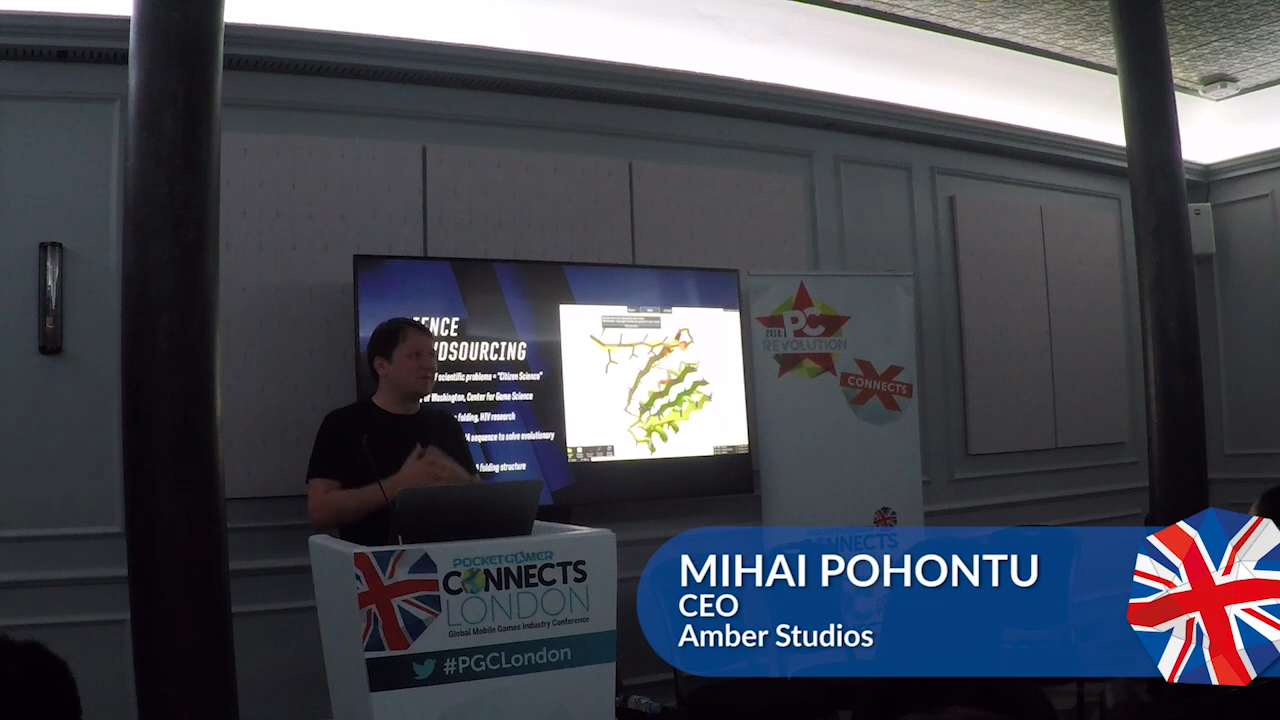 ENCE
DSOURCING
f scientific problems = "Citizen Science"
of Washington, Center for Game Science
folding, HIV research
sequence to solve evolutionary
folding structure
PC
REVOLUTION
CONNECTS
CONNECTS
POCKETGAMER
CONNECTS
LONDON
Global Mobile Games Industry Conference
#PGCLondon
MIHAI POHONTU
CEO
Amber Studios